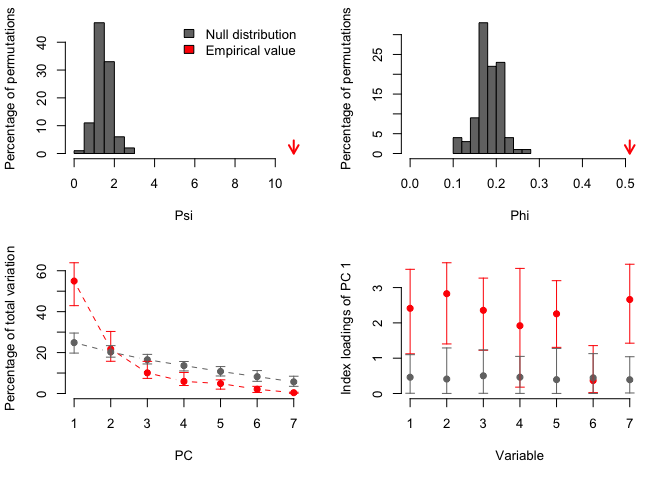 Percentage of permutations
0 10 20 30 40
0 2 4 6 8 10
Psi
Null distribution
Empirical value
Percentage of permutations
0 5 15 25
0.0 0.1 0.2 0.3 0.4 0.5
Phi
Percentage of total variation
0 20 40 60
1 2 3 4 5 6 7
PC
Index loadings of PC 1
0 1 2 3
1 2 3 4 5 6 7
Variable